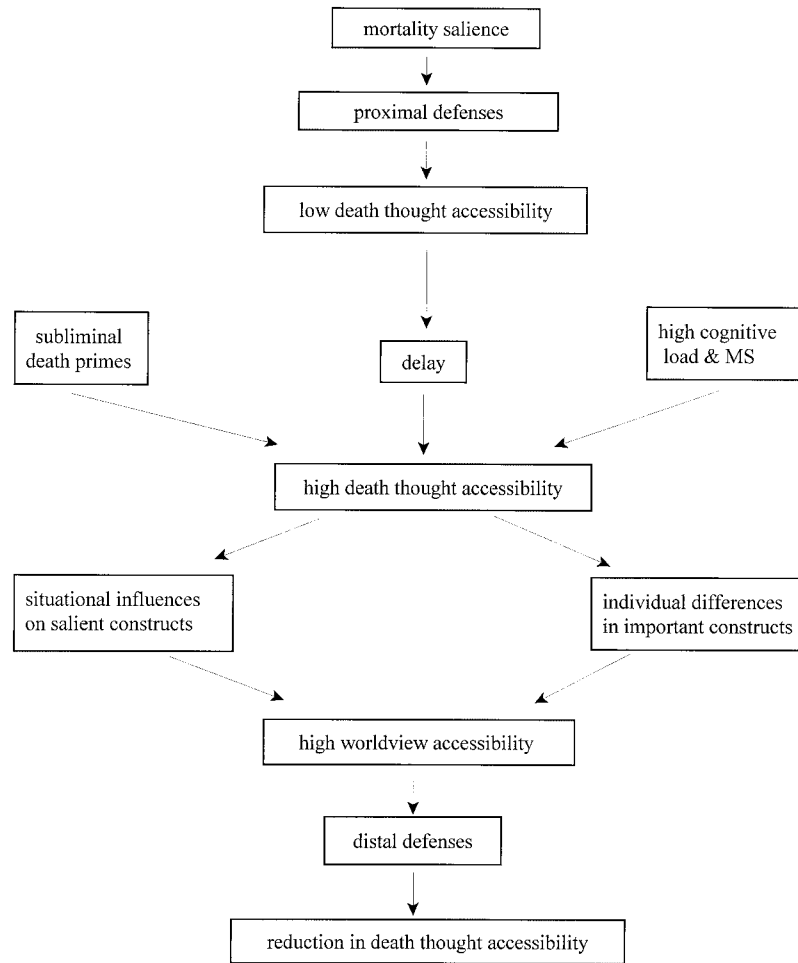 mortality salience
proximal defenses
low death thought accessibility
subliminal
death primes
delay
high cognitive
load & MS
high death thought accessibility
situational influences
on salient constructs
individual differences
in important constructs
high worldview accessibility
distal defenses
reduction in death thought accessibility